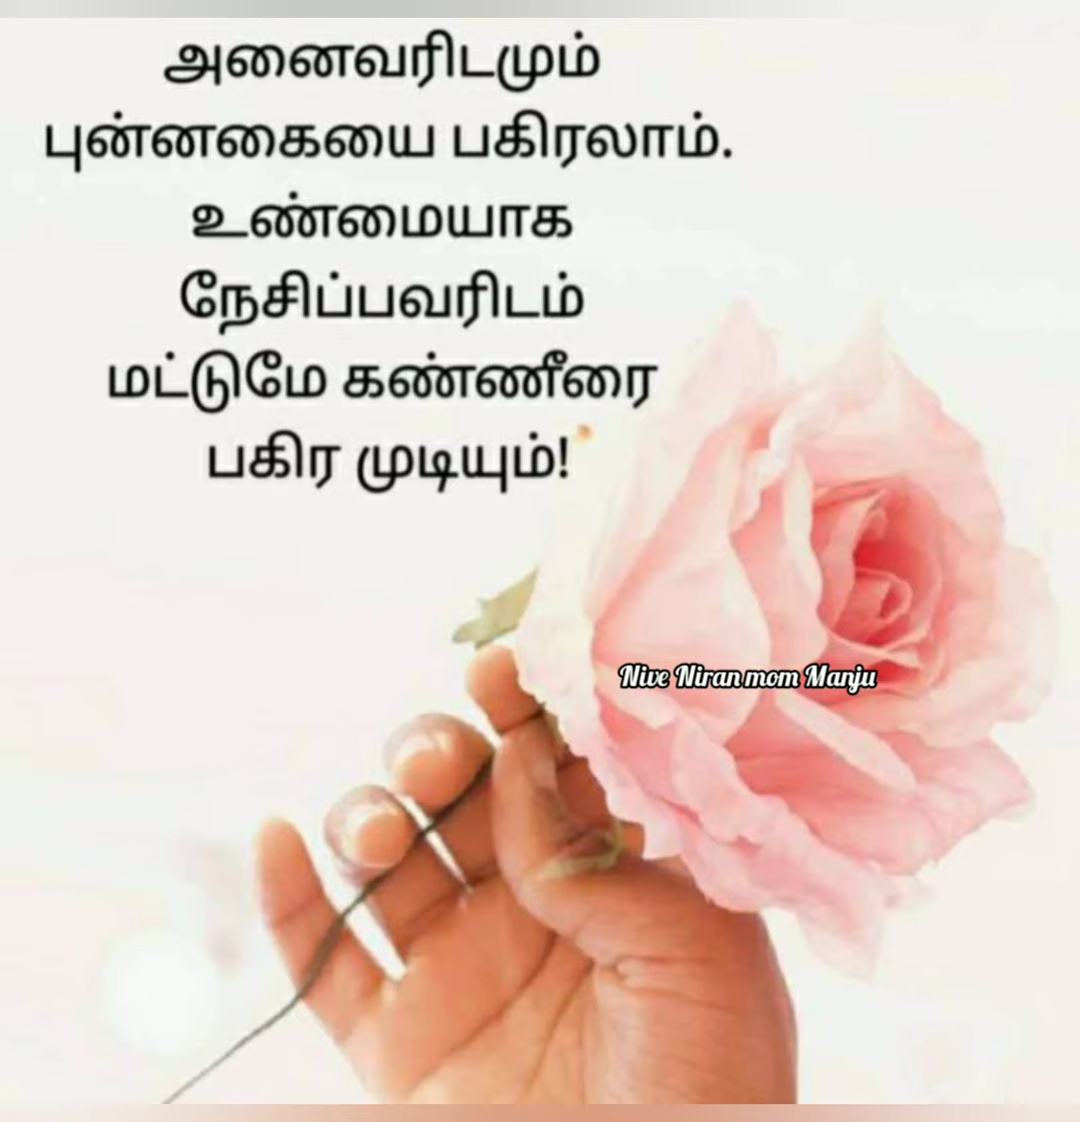 அனைவரிடமும்
புன்னகையை பகிரலாம்.
உண்மையாக
நேசிப்பவரிடம்
மட்டுமே கண்ணீரை
பகிர முடியும்!
Nive Niran mom Manju